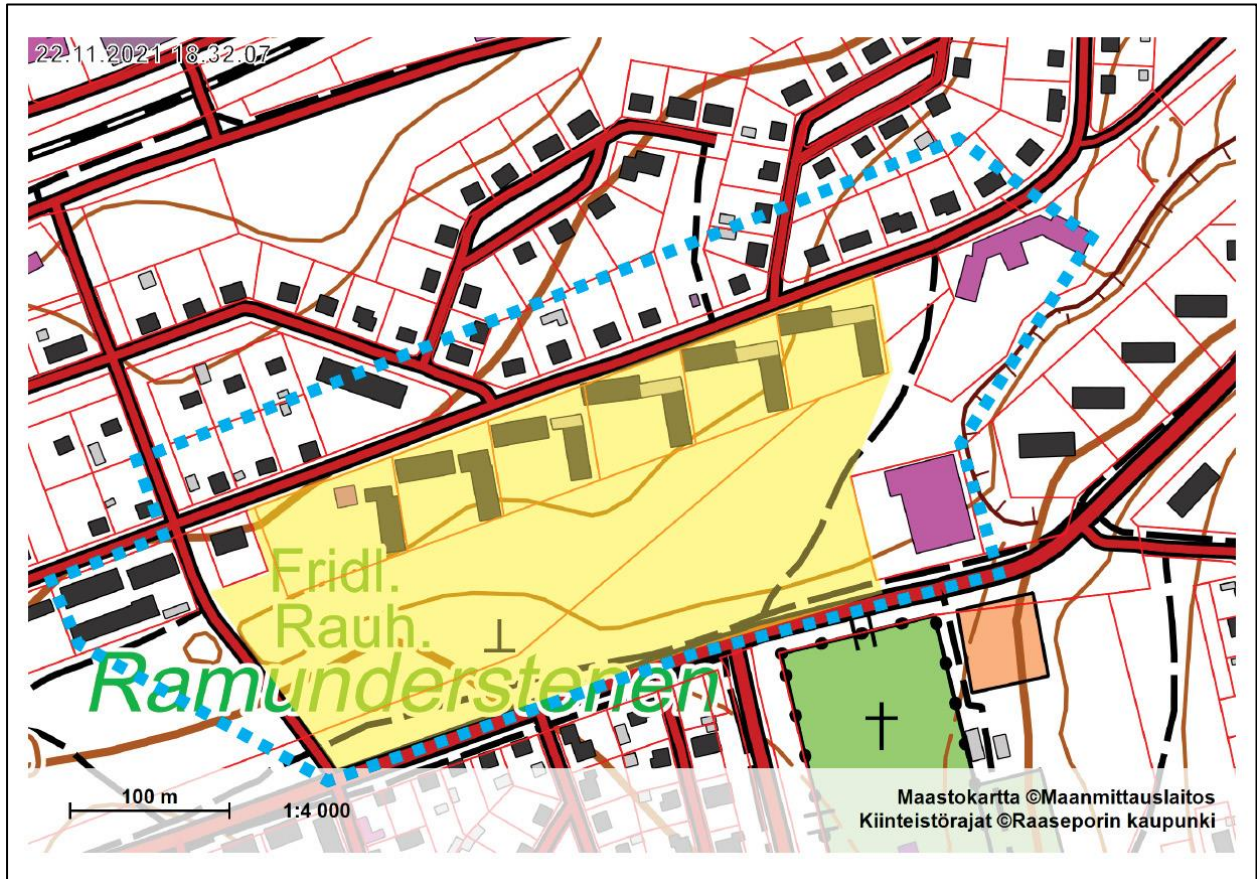 22.11.2021 18.32.07
Fridl.
Rauh.
Ramunderstenen
100 m
1:4 000
Maastokartta ©Maanmittauslaitos
Kiinteistörajat ©Raaseporin kaupunki